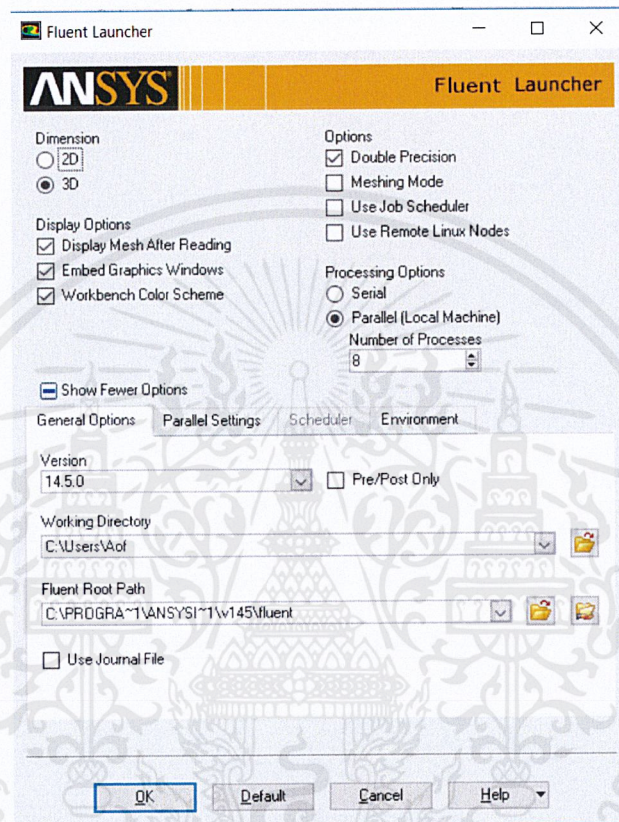 Fluent Launcher
ANSYS
Fluent Launcher
Dimension
2D
3D
Display Options
Display Mesh After Reading
Embed Graphics Windows
Workbench Color Scheme
Options
Double Precision
Meshing Mode
Use Job Scheduler
Use Remote Linux Nodes
Processing Options
Serial
Parallel (Local Machine)
Number of Processes
8
Show Fewer Options
General Options Parallel Settings Scheduler Environment
Version
14.5.0 Pre/Post Only
Working Directory
C:\Users\Aof
Fluent Root Path
C:\PROGRA~1\ANSYSI~1\v145\fluent
Use Journal File
OK Default Cancel Help